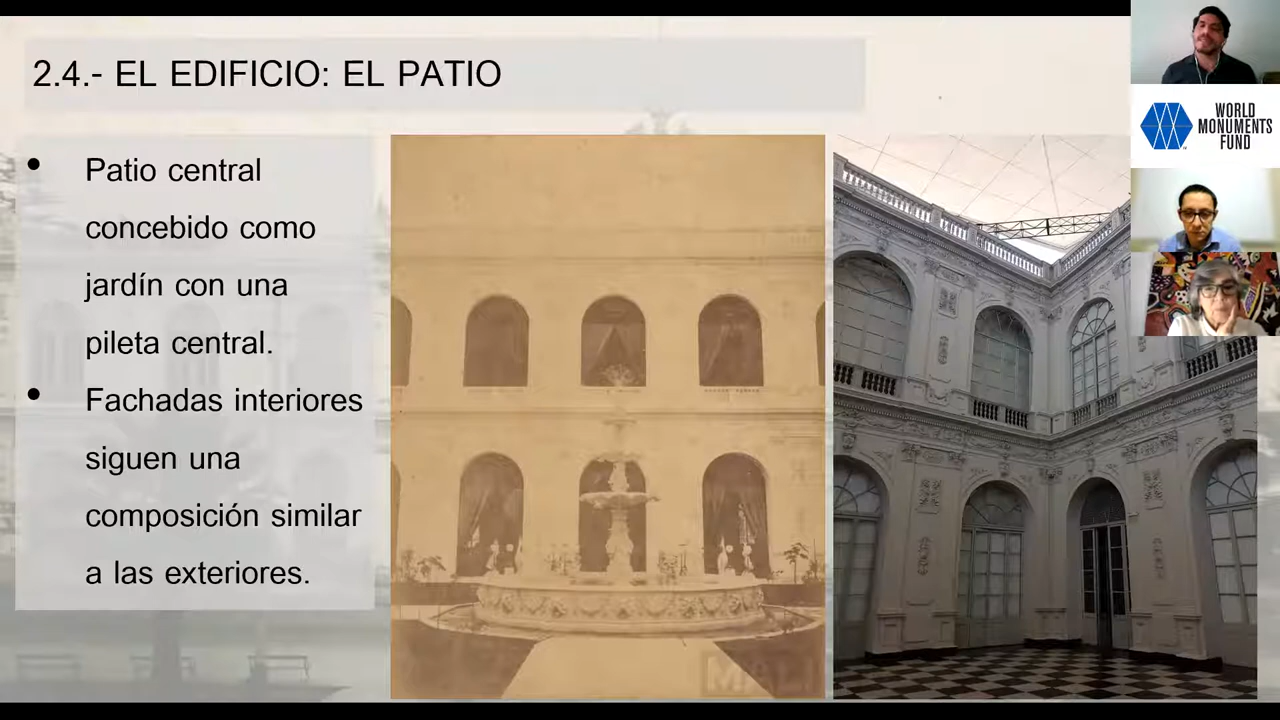 2.4.- EL EDIFICIO: EL PATIO
• Patio central
concebido como
jardín con una
pileta central.
• Fachadas interiores
siguen una
composición similar
a las exteriores.
MALI
WORLD
MONUMENTS
FUND